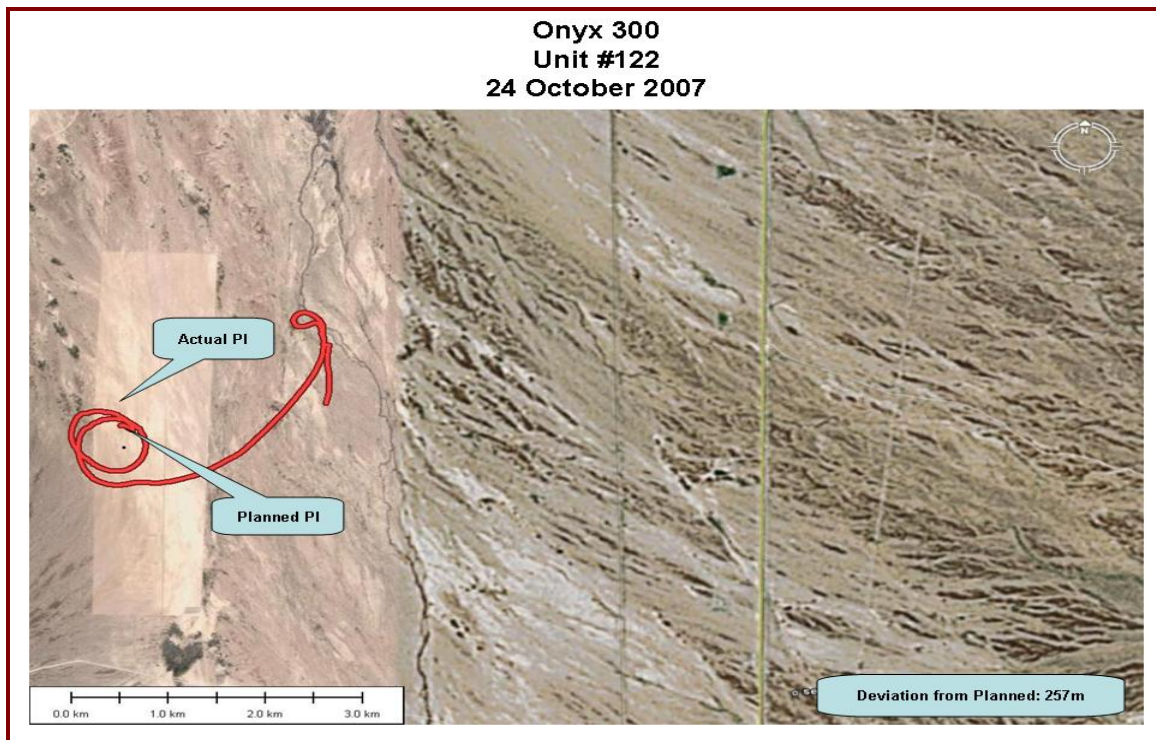 Onyx 300
Unit #122
24 October 2007
N
Actual PI
Planned PI
0.0 km 1.0 km 2.0 km 3.0 km
Deviation from Planned: 257m